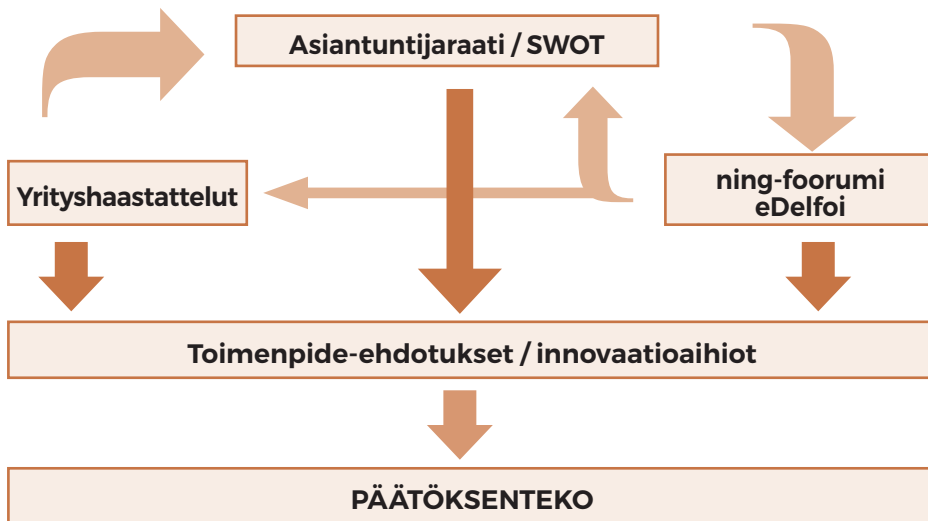 Asiantuntijaraati / SWOT
Yrityshaastattelut
ning-foorumi
eDelfoi
Toimenpide-ehdotukset / innovaatioaihiot
PÄÄTÖKSENTEKO